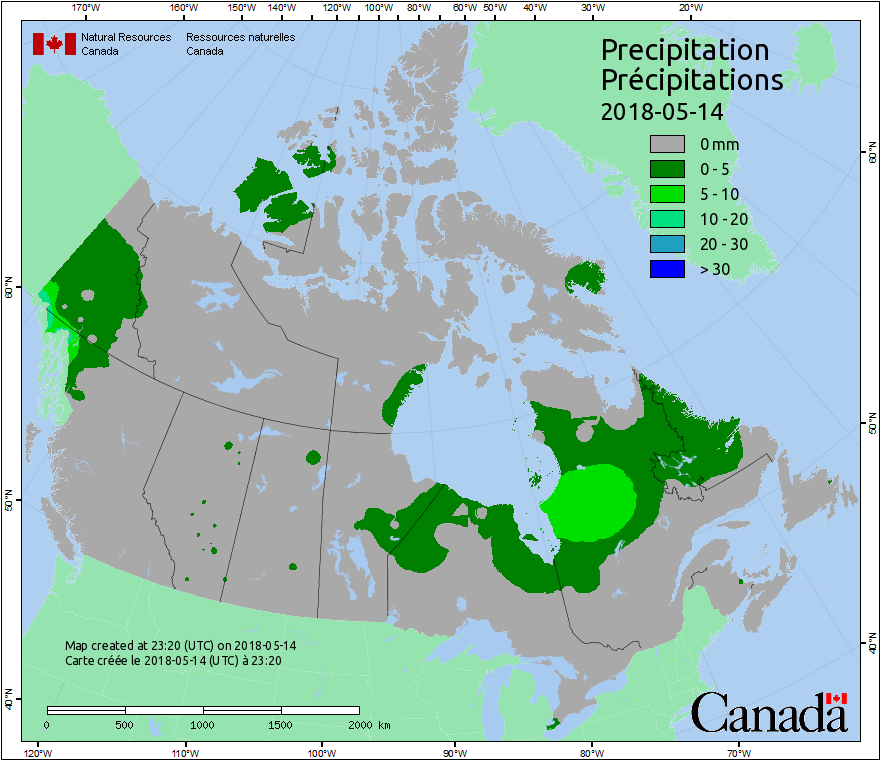 170°W 160°W 150°W 140°W 130°W 120°W 110°W 100°W 90°W 80°W 70°W 60°W 50°W 40°W 30°W 20°W
Natural Resources Ressources naturelles
Canada Canada
Precipitation
Précipitations
2018-05-14
0 mm
0 - 5
5 - 10
10 - 20
20 - 30
> 30
60°N
60°N
50°N
50°N
40°N
40°N
Map created at 23:20 (UTC) on 2018-05-14
Carte créée le 2018-05-14 (UTC) à 23:20
0 500 1000 1500 2000 km
Canada
120°W 110°W 100°W 90°W 80°W 70°W